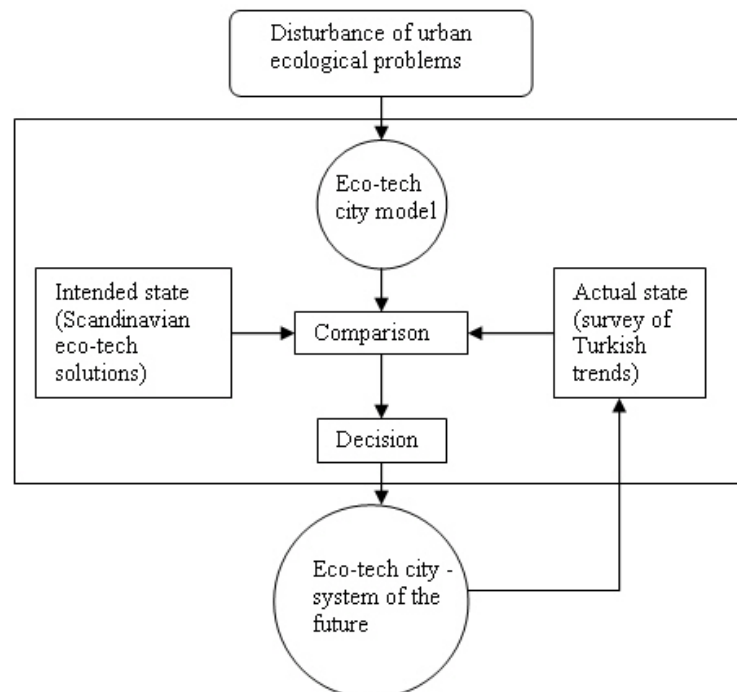 Disturbance of urban
ecological problems
Eco-tech
city model
Intended state
(Scandinavian
eco-tech
solutions)
Comparison
Actual state
(survey of
Turkish
trends)
Decision
Eco-tech city -
system of the
future